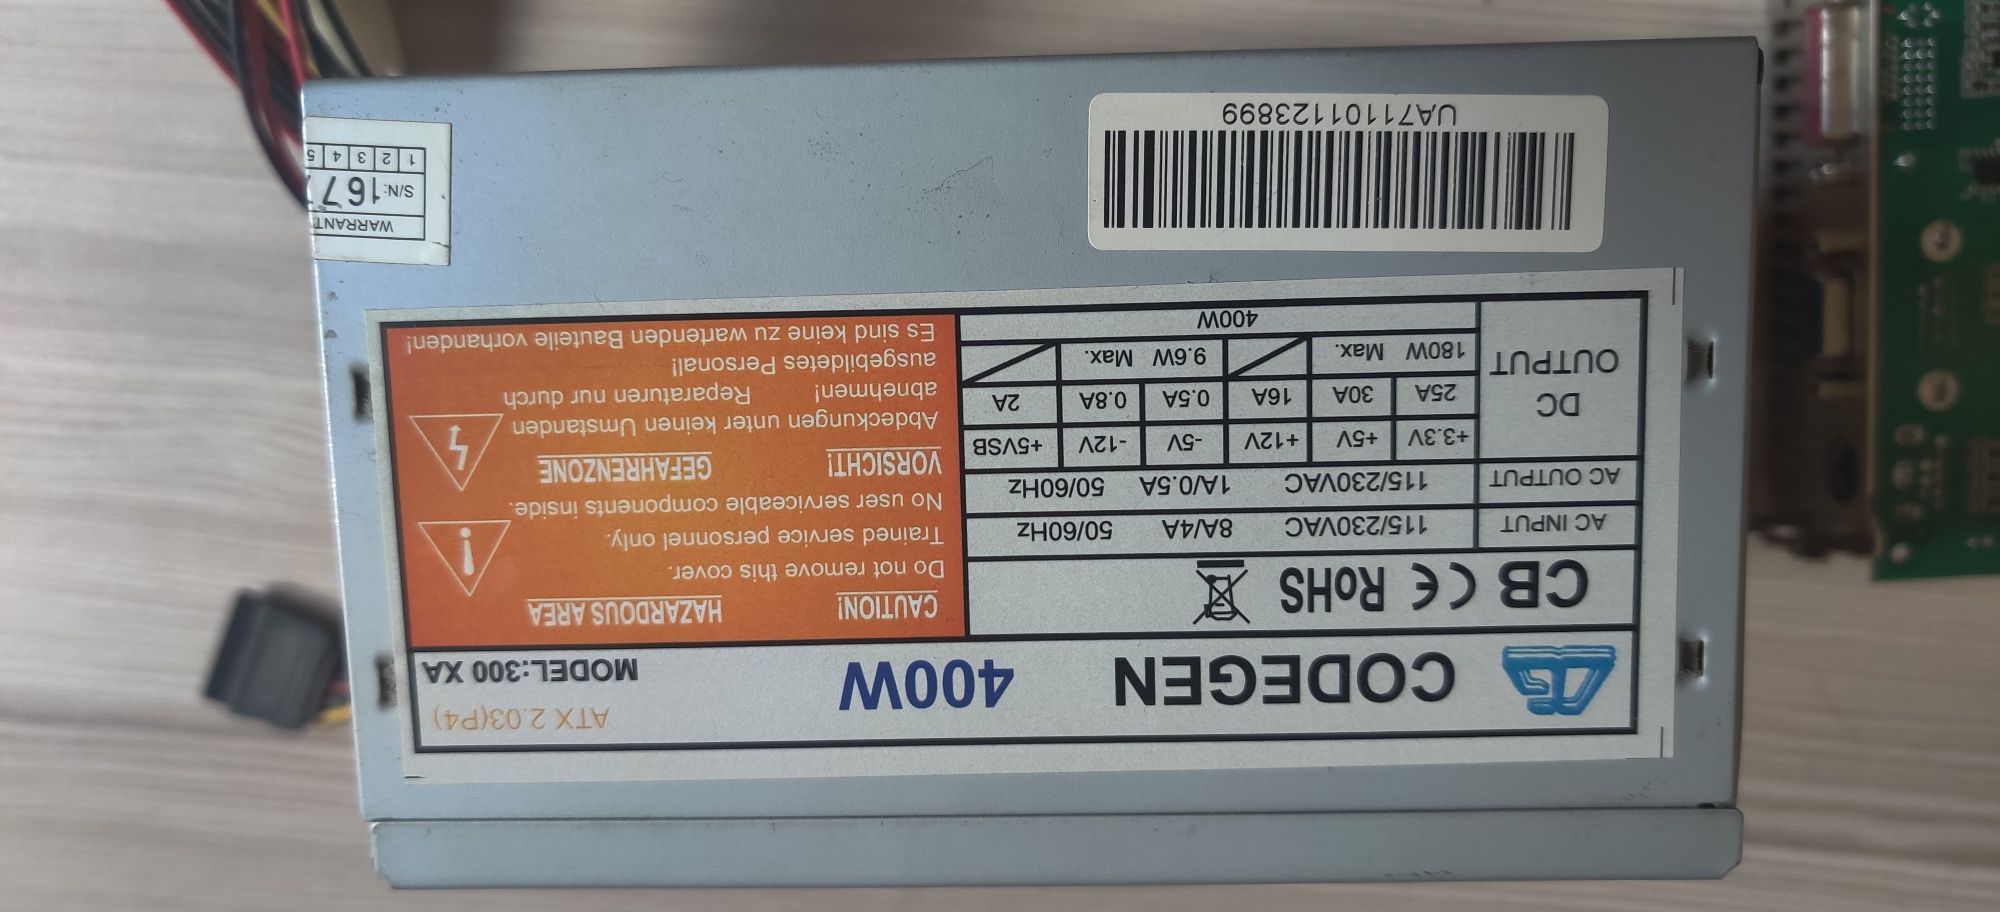 CODEGEN 400W ATX 2.03(P4)
MODEL:300 XA
CB CE RoHS
AC INPUT 115/230VAC 8A/4A 50/60Hz
AC OUTPUT 115/230VAC 1A/0.5A 50/60Hz
DC OUTPUT
+3.3V +5V +12V -5V -12V +5VSB
25A 30A 16A 0.5A 0.8A 2A
180W Max. 9.6W Max.
400W
CAUTION! HAZARDOUS AREA
Do not remove this cover.
Trained service personnel only.
No user serviceable components inside.
VORSICHT! GEFAHRENZONE
Abdeckungen unter keinen Umstanden
abnehmen! Reparaturen nur durch
ausgebildetes Personal!
Es sind keine zu wartenden Bauteile vorhanden!
UA711101123899
WARRANT
S/N:167
1 2 3 4 5